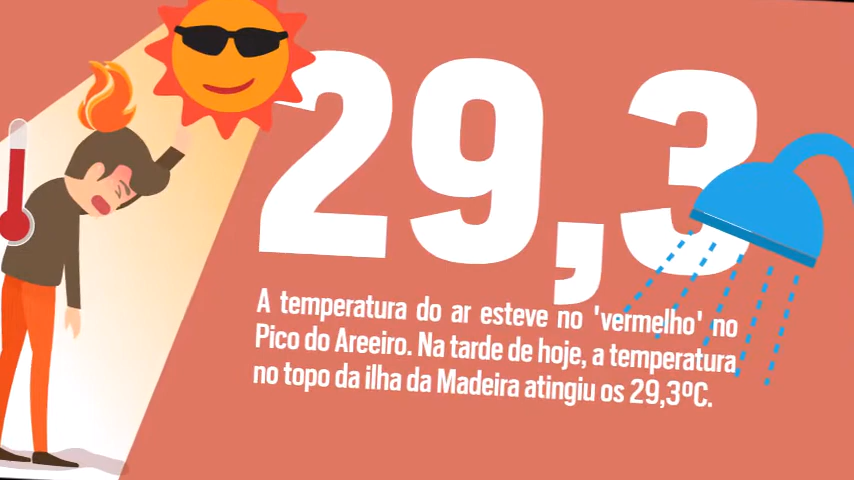 29,3
A temperatura do ar esteve no 'vermelho' no
Pico do Areeiro. Na tarde de hoje, a temperatura
no topo da ilha da Madeira atingiu os 29,3ºC.